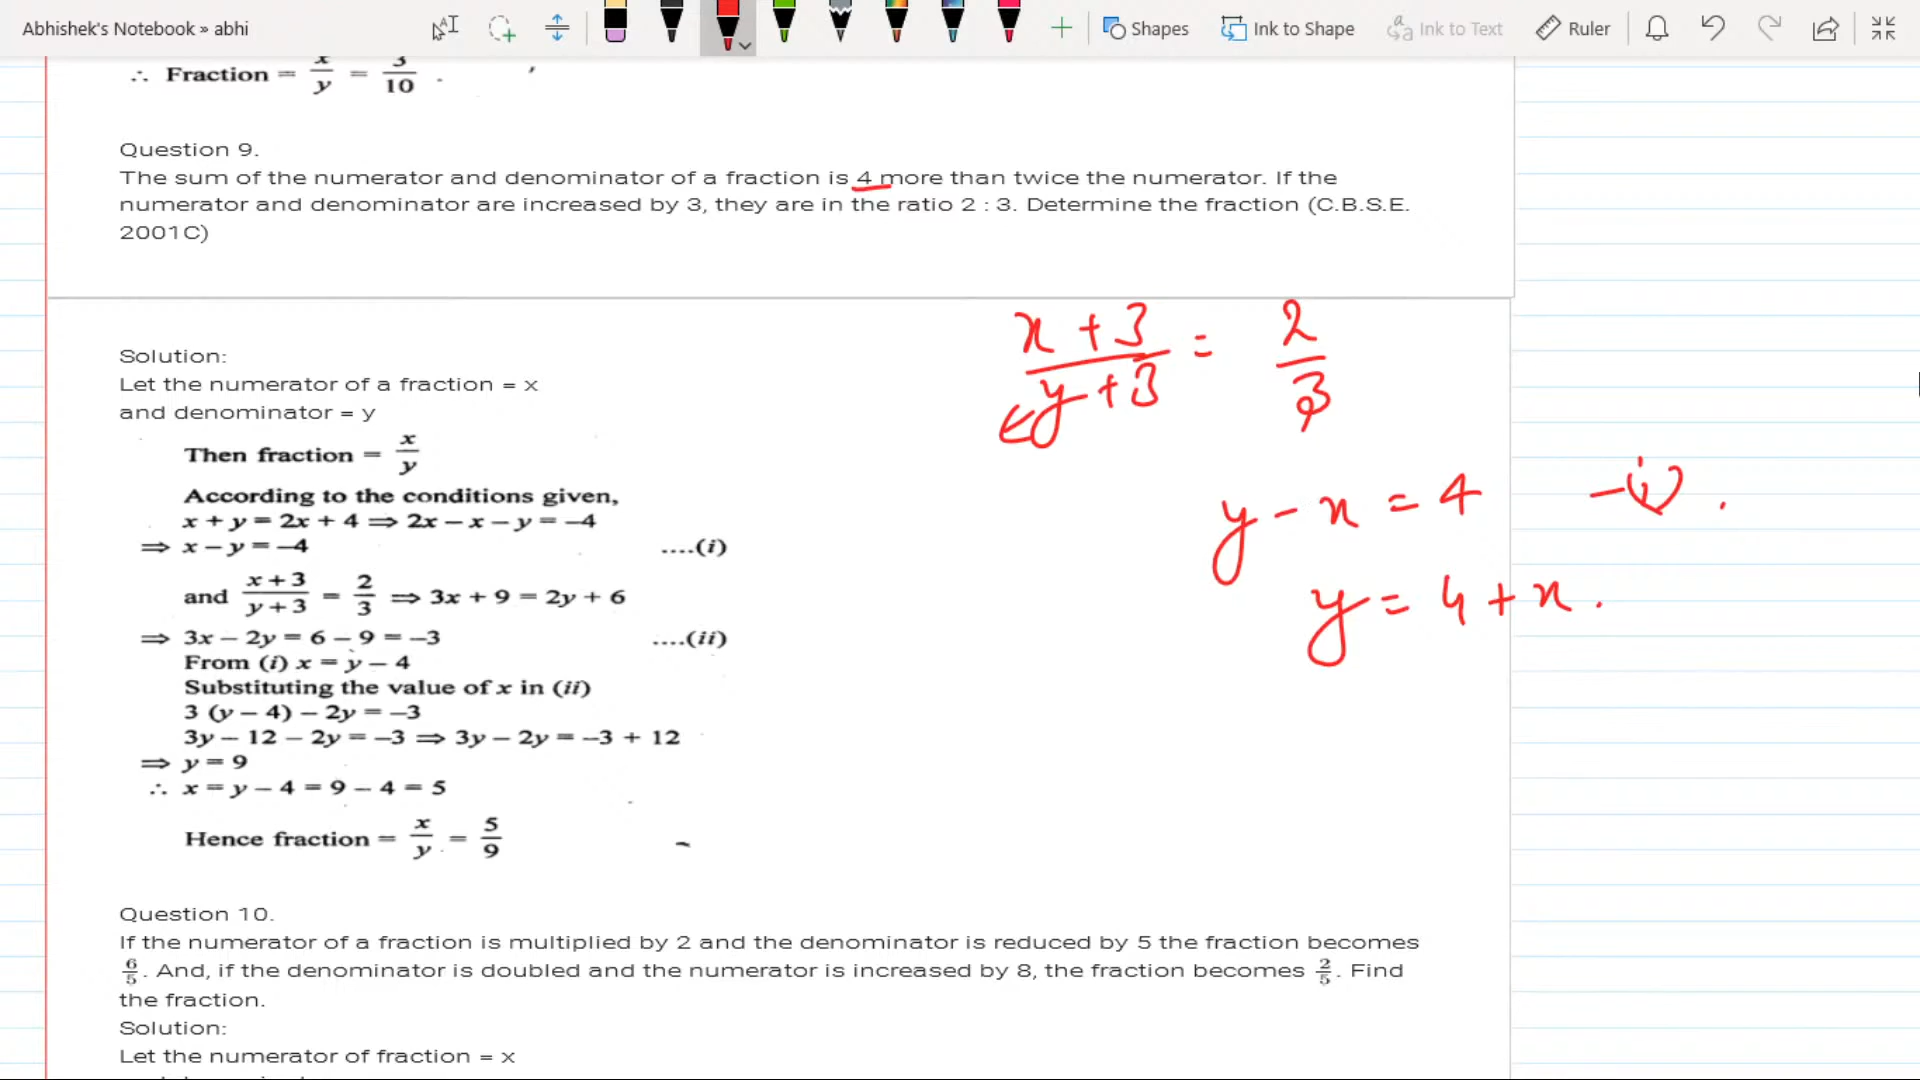 Abhishek's Notebook » abhi
Shapes
Ink to Shape
Ink to Text
Ruler
∴ Fraction = x/y = 3/10 .
Question 9.
The sum of the numerator and denominator of a fraction is 4 more than twice the numerator. If the
numerator and denominator are increased by 3, they are in the ratio 2 : 3. Determine the fraction (C.B.S.E.
2001C)
Solution:
Let the numerator of a fraction = x
and denominator = y
Then fraction = x/y
According to the conditions given,
x + y = 2x + 4 ⇒ 2x − x − y = −4
⇒ x − y = −4 ....(i)
and (x + 3)/(y + 3) = 2/3 ⇒ 3x + 9 = 2y + 6
⇒ 3x − 2y = 6 − 9 = −3 ....(ii)
From (i) x = y − 4
Substituting the value of x in (ii)
3 (y − 4) − 2y = −3
3y − 12 − 2y = −3 ⇒ 3y − 2y = −3 + 12
⇒ y = 9
∴ x = y − 4 = 9 − 4 = 5
Hence fraction = x/y = 5/9
(x + 3)/(y + 3) = 2/3
y − x = 4 −(i) .
y = 4 + x .
Question 10.
If the numerator of a fraction is multiplied by 2 and the denominator is reduced by 5 the fraction becomes
6/5. And, if the denominator is doubled and the numerator is increased by 8, the fraction becomes 2/5. Find
the fraction.
Solution:
Let the numerator of fraction = x